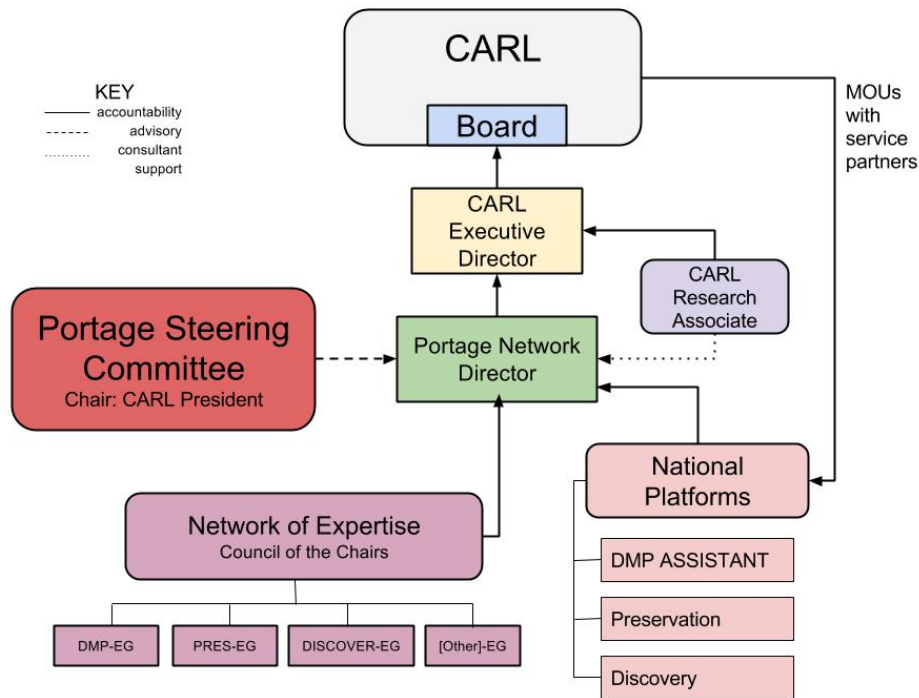 CARL
Board
KEY
accountability
advisory
consultant
support
MOUs
with
service
partners
CARL
Executive
Director
CARL
Research
Associate
Portage Steering
Committee
Chair: CARL President
Portage Network
Director
National
Platforms
Network of Expertise
Council of the Chairs
DMP ASSISTANT
Preservation
Discovery
DMP-EG
PRES-EG
DISCOVER-EG
[Other]-EG